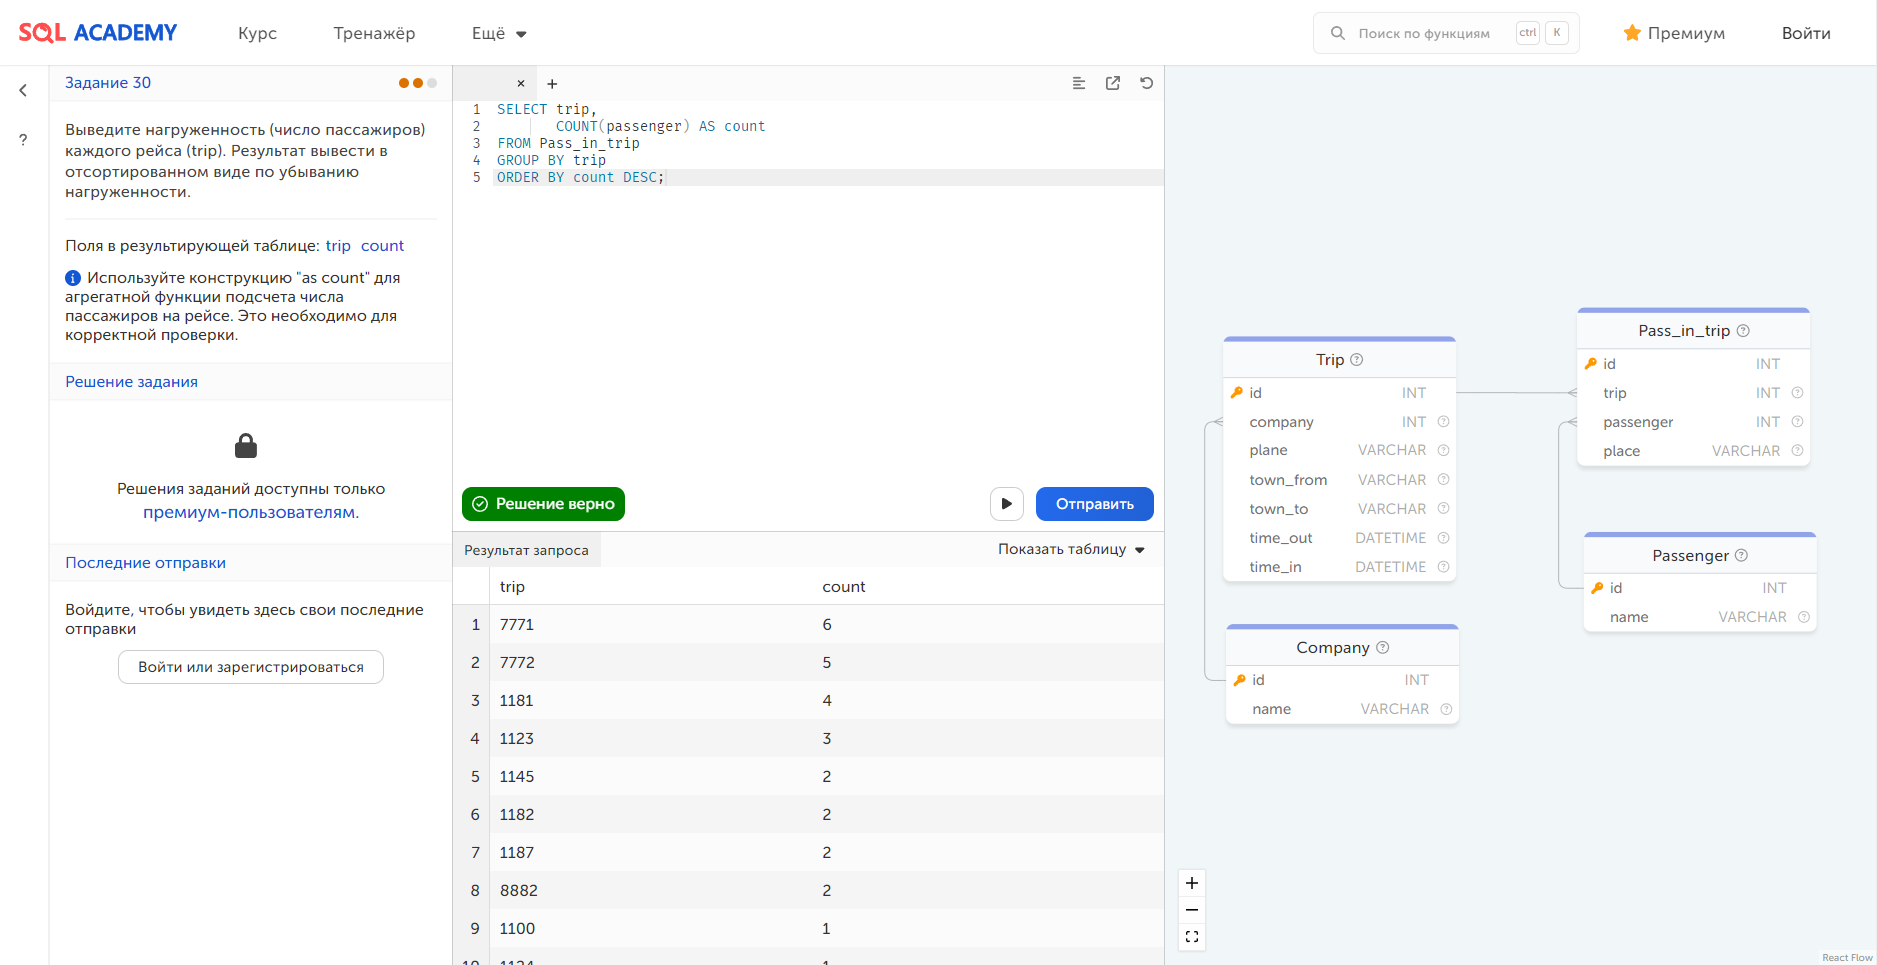 SQL ACADEMY
Курс
Тренажёр
Ещё
Поиск по функциям
ctrl
K
Премиум
Войти
?
Задание 30
Выведите нагруженность (число пассажиров)
каждого рейса (trip). Результат вывести в
отсортированном виде по убыванию
нагруженности.
Поля в результирующей таблице: trip count
Используйте конструкцию "as count" для
агрегатной функции подсчета числа
пассажиров на рейсе. Это необходимо для
корректной проверки.
Решение задания
Решения заданий доступны только
премиум-пользователям.
Последние отправки
Войдите, чтобы увидеть здесь свои последние
отправки
Войти или зарегистрироваться
1 SELECT trip,
2 COUNT(passenger) AS count
3 FROM Pass_in_trip
4 GROUP BY trip
5 ORDER BY count DESC;
Решение верно
Отправить
Результат запроса
Показать таблицу
trip count
1 7771 6
2 7772 5
3 1181 4
4 1123 3
5 1145 2
6 1182 2
7 1187 2
8 8882 2
9 1100 1
Trip
id INT
company INT
plane VARCHAR
town_from VARCHAR
town_to VARCHAR
time_out DATETIME
time_in DATETIME
Company
id INT
name VARCHAR
Pass_in_trip
id INT
trip INT
passenger INT
place VARCHAR
Passenger
id INT
name VARCHAR
React Flow